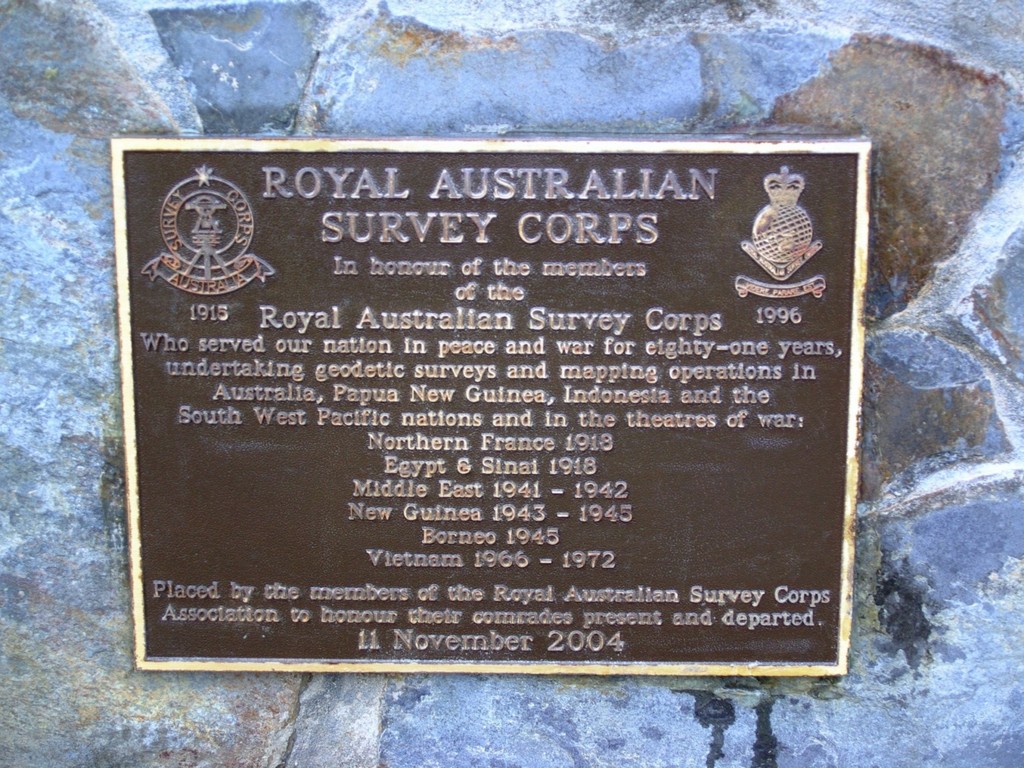 ROYAL AUSTRALIAN
SURVEY CORPS
SURVEY CORPS
AUSTRALIA
In honour of the members
of the
1915
Royal Australian Survey Corps
1996
Who served our nation in peace and war for eighty-one years,
undertaking geodetic surveys and mapping operations in
Australia, Papua New Guinea, Indonesia and the
South West Pacific nations and in the theatres of war:
Northern France 1918
Egypt & Sinai 1918
Middle East 1941 - 1942
New Guinea 1943 - 1945
Borneo 1945
Vietnam 1966 - 1972
Placed by the members of the Royal Australian Survey Corps
Association to honour their comrades present and departed.
11 November 2004